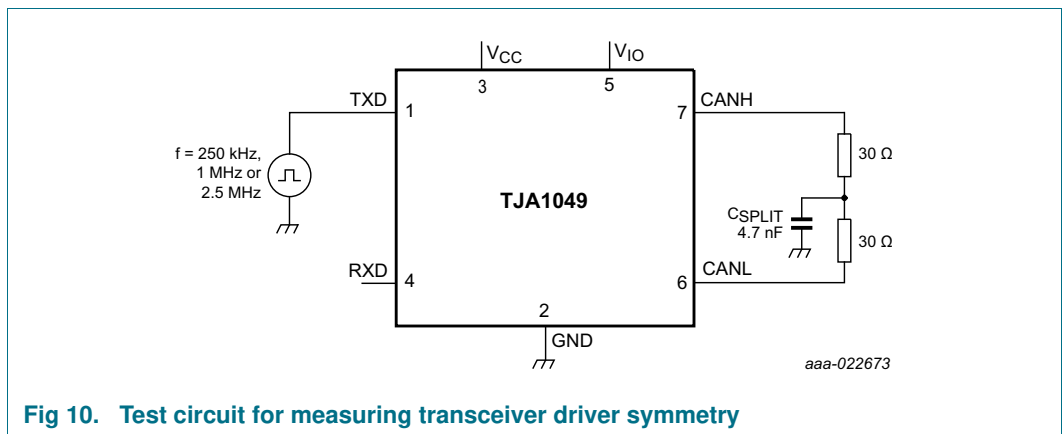 VCC
VIO
3
5
TXD
1
7
CANH
f = 250 kHz,
1 MHz or
2.5 MHz
30 Ω
TJA1049
CSPLIT
4.7 nF
30 Ω
RXD
4
6
CANL
2
GND
aaa-022673
Fig 10. Test circuit for measuring transceiver driver symmetry